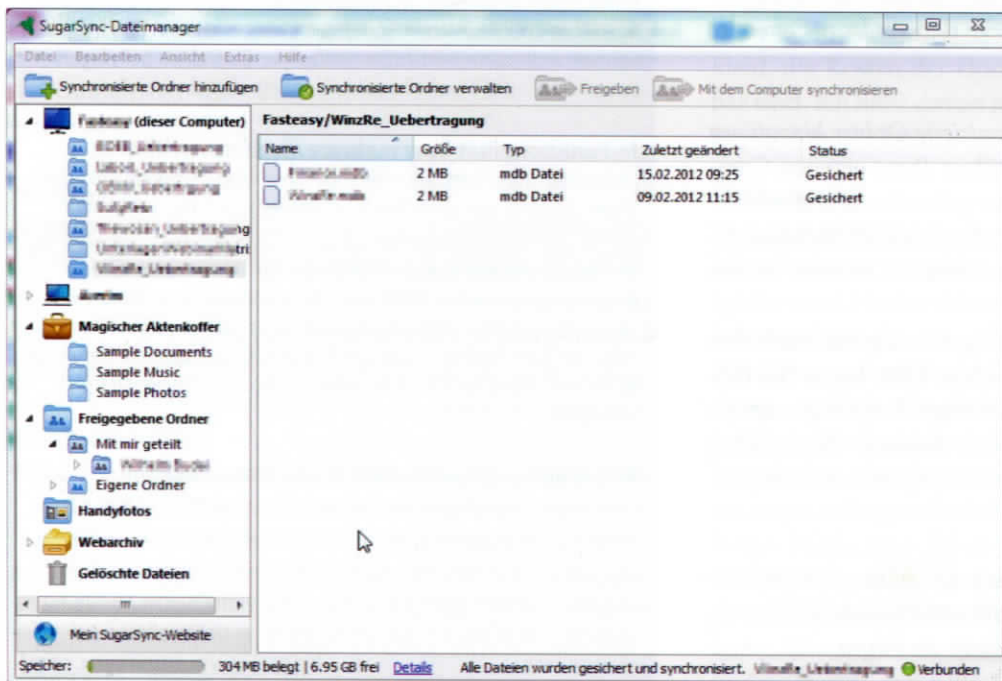 SugarSync-Dateimanager
Datei Bearbeiten Ansicht Extras Hilfe
Synchronisierte Ordner hinzufügen Synchronisierte Ordner verwalten Freigeben Mit dem Computer synchronisieren
(dieser Computer)
Fasteasy/WinzRe_Uebertragung
Name Größe Typ Zuletzt geändert Status
2 MB mdb Datei 15.02.2012 09:25 Gesichert
2 MB mdb Datei 09.02.2012 11:15 Gesichert
Magischer Aktenkoffer
Sample Documents
Sample Music
Sample Photos
Freigegebene Ordner
Mit mir geteilt
Eigene Ordner
Handyfotos
Webarchiv
Gelöschte Dateien
Mein SugarSync-Website
Speicher: 304 MB belegt | 6.95 GB frei Details Alle Dateien wurden gesichert und synchronisiert. Verbunden